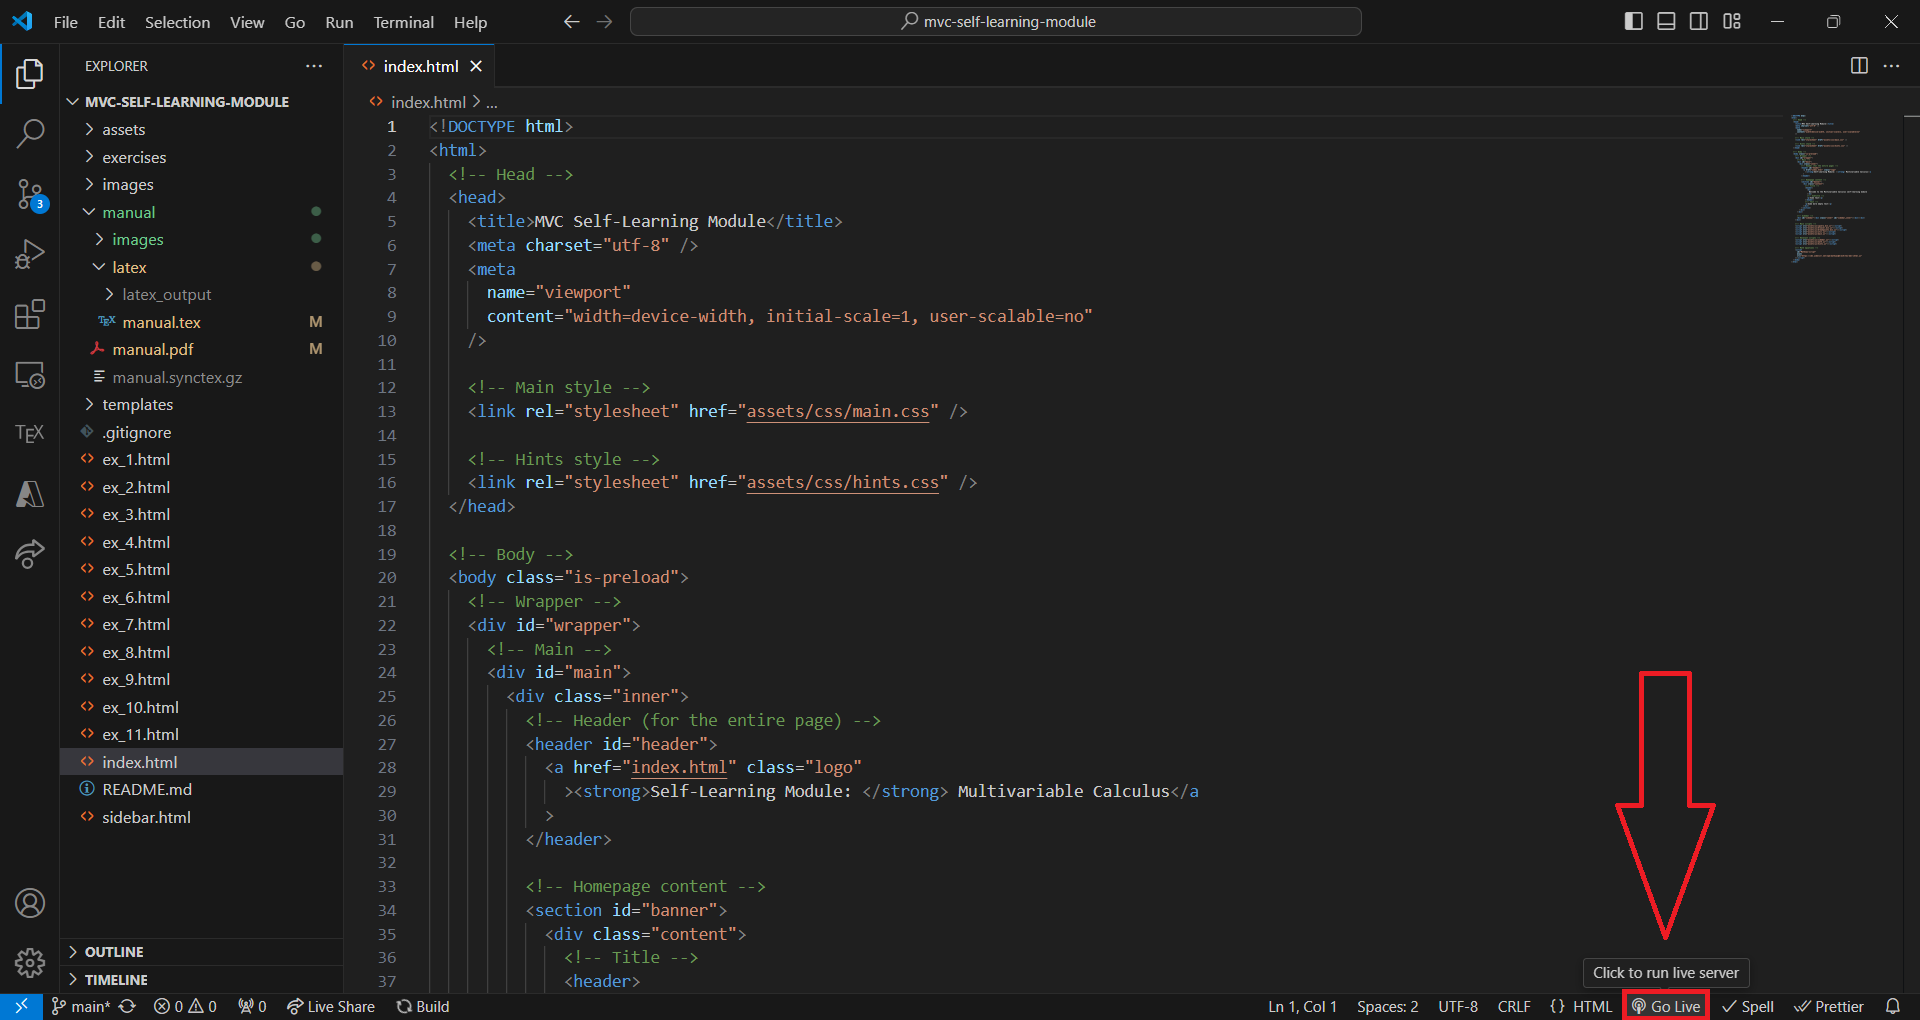 File Edit Selection View Go Run Terminal Help
mvc-self-learning-module
EXPLORER
MVC-SELF-LEARNING-MODULE
assets
exercises
images
manual
images
latex
latex_output
TEX manual.tex M
manual.pdf M
manual.synctex.gz
templates
.gitignore
ex_1.html
ex_2.html
ex_3.html
ex_4.html
ex_5.html
ex_6.html
ex_7.html
ex_8.html
ex_9.html
ex_10.html
ex_11.html
index.html
README.md
sidebar.html
OUTLINE
TIMELINE
3
TEX
index.html
index.html > ...
1 <!DOCTYPE html>
2 <html>
3 <!-- Head -->
4 <head>
5 <title>MVC Self-Learning Module</title>
6 <meta charset="utf-8" />
7 <meta
8 name="viewport"
9 content="width=device-width, initial-scale=1, user-scalable=no"
10 />
11
12 <!-- Main style -->
13 <link rel="stylesheet" href="assets/css/main.css" />
14
15 <!-- Hints style -->
16 <link rel="stylesheet" href="assets/css/hints.css" />
17 </head>
18
19 <!-- Body -->
20 <body class="is-preload">
21 <!-- Wrapper -->
22 <div id="wrapper">
23 <!-- Main -->
24 <div id="main">
25 <div class="inner">
26 <!-- Header (for the entire page) -->
27 <header id="header">
28 <a href="index.html" class="logo"
29 ><strong>Self-Learning Module: </strong> Multivariable Calculus</a
30 >
31 </header>
32
33 <!-- Homepage content -->
34 <section id="banner">
35 <div class="content">
36 <!-- Title -->
37 <header>
Click to run live server
main* 0 0 0 Live Share Build Ln 1, Col 1 Spaces: 2 UTF-8 CRLF {} HTML Go Live Spell Prettier